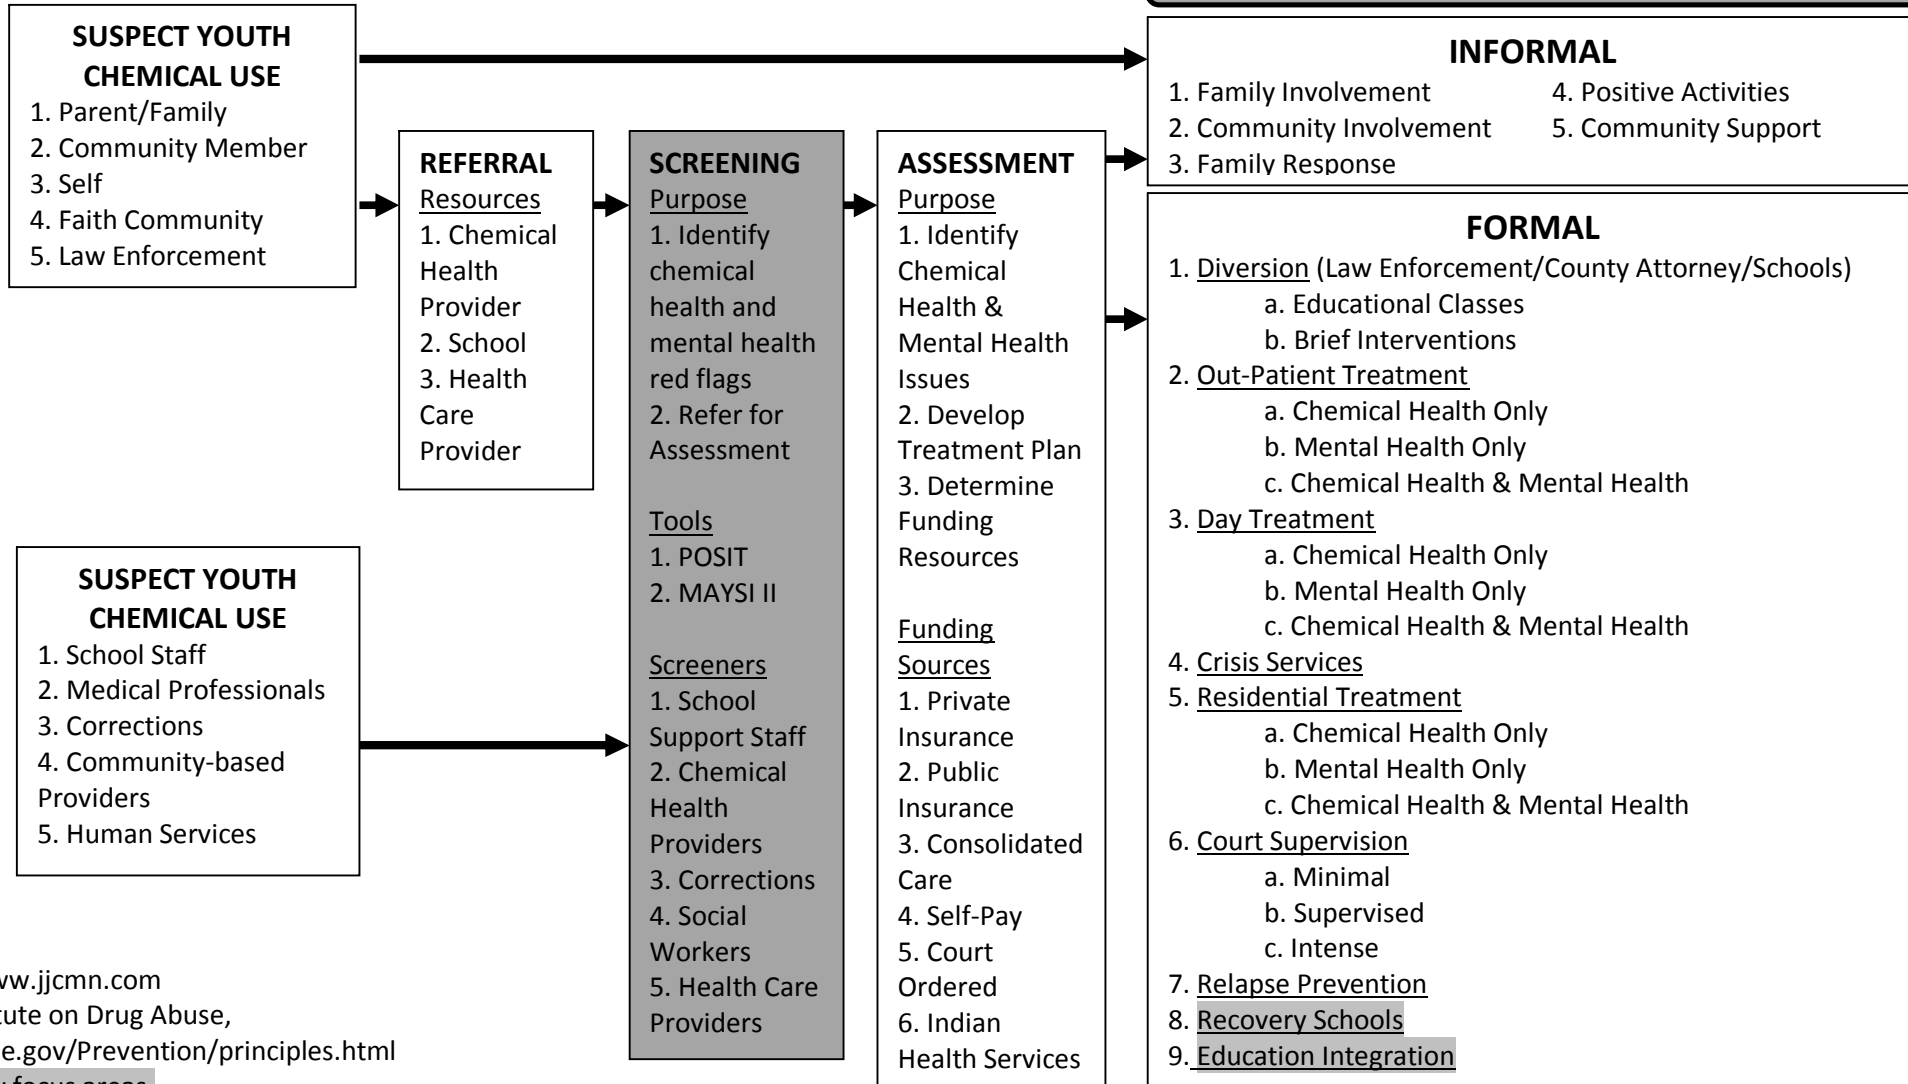 SUSPECT YOUTH
CHEMICAL USE
1. Parent/Family
2. Community Member
3. Self
4. Faith Community
5. Law Enforcement
SUSPECT YOUTH
CHEMICAL USE
1. School Staff
2. Medical Professionals
3. Corrections
4. Community-based
Providers
5. Human Services
REFERRAL
Resources
1. Chemical
Health
Provider
2. School
3. Health
Care
Provider
SCREENING
Purpose
1. Identify
chemical
health and
mental health
red flags
2. Refer for
Assessment
Tools
1. POSIT
2. MAYSI II
Screeners
1. School
Support Staff
2. Chemical
Health
Providers
3. Corrections
4. Social
Workers
5. Health Care
Providers
ASSESSMENT
Purpose
1. Identify
Chemical
Health &
Mental Health
Issues
2. Develop
Treatment Plan
3. Determine
Funding
Resources
Funding
Sources
1. Private
Insurance
2. Public
Insurance
3. Consolidated
Care
4. Self-Pay
5. Court
Ordered
6. Indian
Health Services
INFORMAL
1. Family Involvement
2. Community Involvement
3. Family Response
4. Positive Activities
5. Community Support
FORMAL
1. Diversion (Law Enforcement/County Attorney/Schools)
a. Educational Classes
b. Brief Interventions
2. Out-Patient Treatment
a. Chemical Health Only
b. Mental Health Only
c. Chemical Health & Mental Health
3. Day Treatment
a. Chemical Health Only
b. Mental Health Only
c. Chemical Health & Mental Health
4. Crisis Services
5. Residential Treatment
a. Chemical Health Only
b. Mental Health Only
c. Chemical Health & Mental Health
6. Court Supervision
a. Minimal
b. Supervised
c. Intense
7. Relapse Prevention
8. Recovery Schools
9. Education Integration
ww.jjcmn.com
tute on Drug Abuse,
e.gov/Prevention/principles.html
focus areas